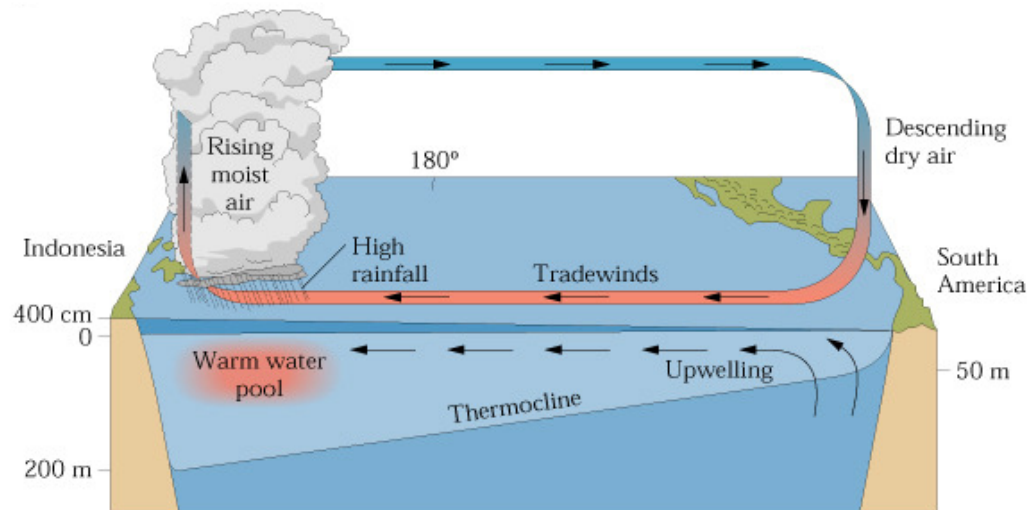 Rising
moist
air
180º
Descending
dry air
Indonesia
High
rainfall
Tradewinds
South
America
400 cm
0
Warm water
pool
Upwelling
50 m
Thermocline
200 m